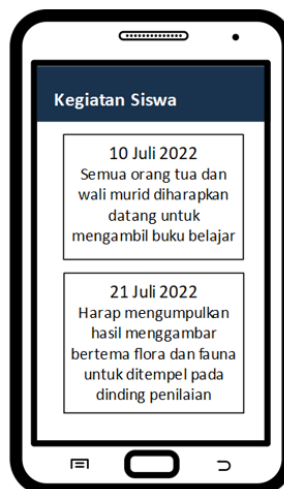 Kegiatan Siswa
10 Juli 2022
Semua orang tua dan
wali murid diharapkan
datang untuk
mengambil buku belajar
21 Juli 2022
Harap mengumpulkan
hasil menggambar
bertema flora dan fauna
untuk ditempel pada
dinding penilaian